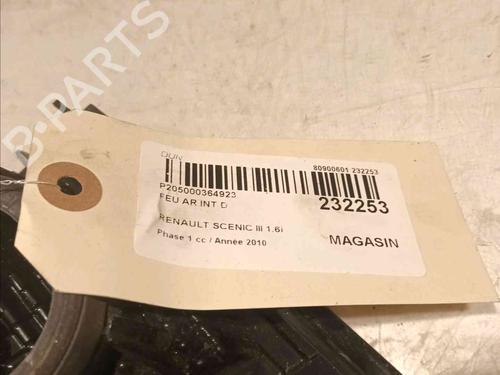 B-PARTS
DUN
80900601 232253
P205000364923
232253
FEU AR INT D
RENAULT SCENIC III 1.6i
MAGASIN
Phase 1 cc / Année 2010